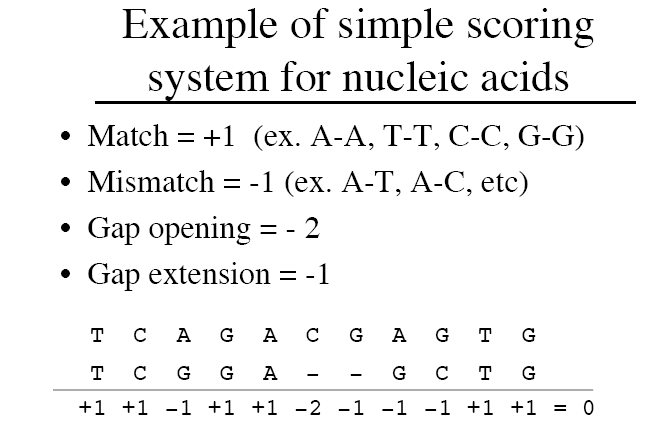 Example of simple scoring
system for nucleic acids
• Match = +1 (ex. A-A, T-T, C-C, G-G)
• Mismatch = -1 (ex. A-T, A-C, etc)
• Gap opening = - 2
• Gap extension = -1
T C A G A C G A G T G
T C G G A – – G C T G
+1 +1 –1 +1 +1 –2 –1 –1 –1 +1 +1 = 0